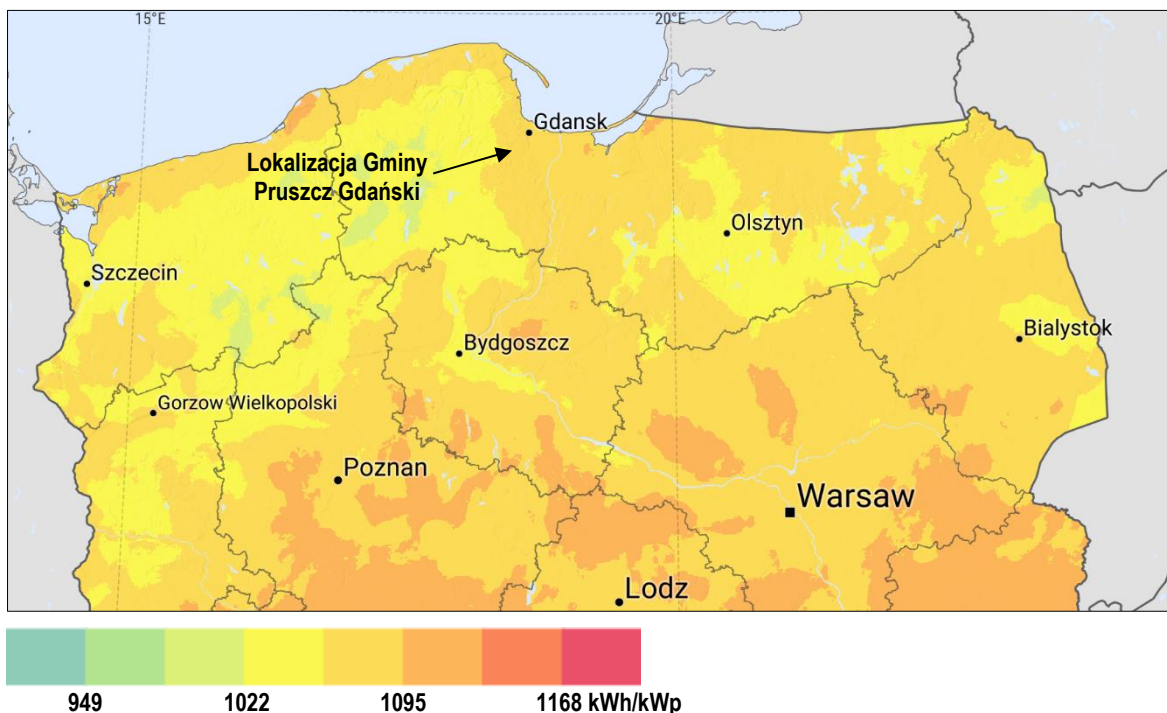 15°E
20°E
Gdansk
Lokalizacja Gminy
Pruszcz Gdański
Olsztyn
Szczecin
Bialystok
Bydgoszcz
Gorzow Wielkopolski
Poznan
Warsaw
Lodz
949
1022
1095
1168 kWh/kWp